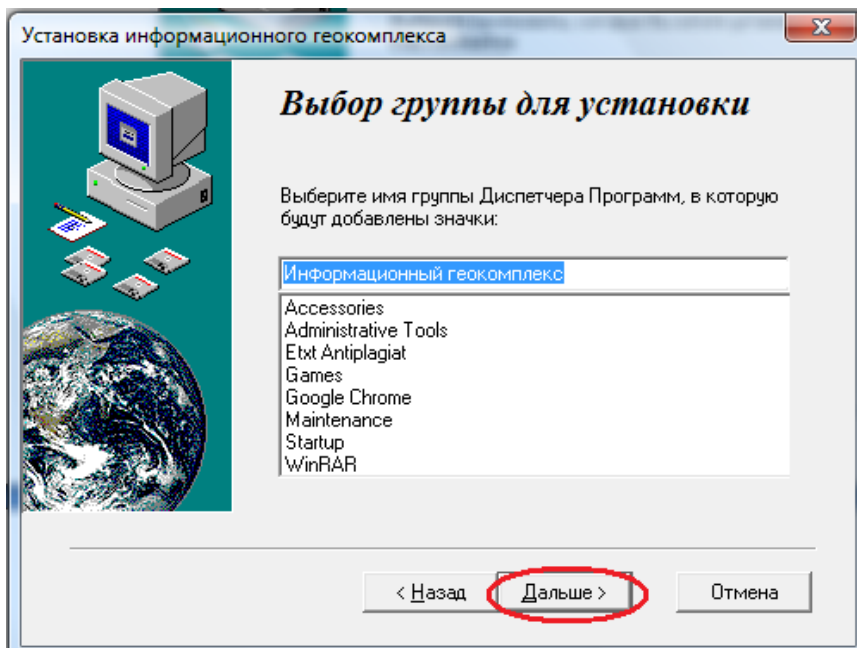 Установка информационного геокомплекса
Выбор группы для установки
Выберите имя группы Диспетчера Программ, в которую
будут добавлены значки:
Информационный геокомплекс
Accessories
Administrative Tools
Etxt Antiplagiat
Games
Google Chrome
Maintenance
Startup
WinRAR
< Назад
Дальше >
Отмена